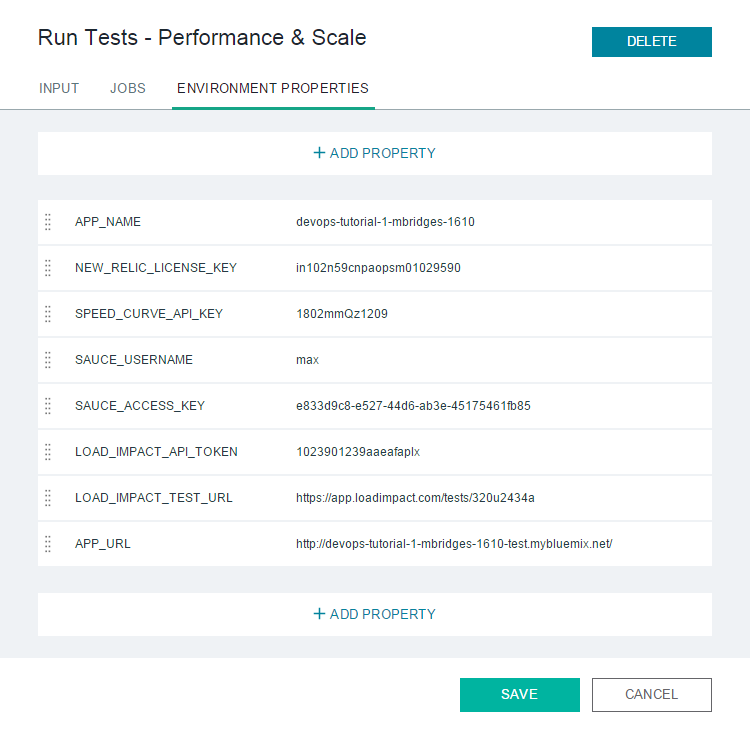 Run Tests - Performance & Scale
DELETE
INPUT JOBS ENVIRONMENT PROPERTIES
+ ADD PROPERTY
APP_NAME devops-tutorial-1-mbridges-1610
NEW_RELIC_LICENSE_KEY in102n59cnpaopsm01029590
SPEED_CURVE_API_KEY 1802mmQz1209
SAUCE_USERNAME max
SAUCE_ACCESS_KEY e833d9c8-e527-44d6-ab3e-45175461fb85
LOAD_IMPACT_API_TOKEN 1023901239aaeafaplx
LOAD_IMPACT_TEST_URL https://app.loadimpact.com/tests/320u2434a
APP_URL http://devops-tutorial-1-mbridges-1610-test.mybluemix.net/
+ ADD PROPERTY
SAVE CANCEL